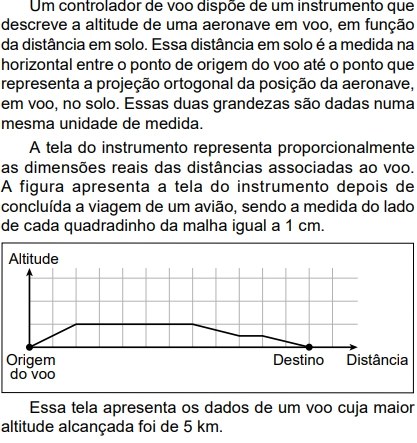 Um controlador de voo dispõe de um instrumento que
descreve a altitude de uma aeronave em voo, em função
da distância em solo. Essa distância em solo é a medida na
horizontal entre o ponto de origem do voo até o ponto que
representa a projeção ortogonal da posição da aeronave,
em voo, no solo. Essas duas grandezas são dadas numa
mesma unidade de medida.
A tela do instrumento representa proporcionalmente
as dimensões reais das distâncias associadas ao voo.
A figura apresenta a tela do instrumento depois de
concluída a viagem de um avião, sendo a medida do lado
de cada quadradinho da malha igual a 1 cm.
Altitude
Origem
do voo
Destino
Distância
Essa tela apresenta os dados de um voo cuja maior
altitude alcançada foi de 5 km.